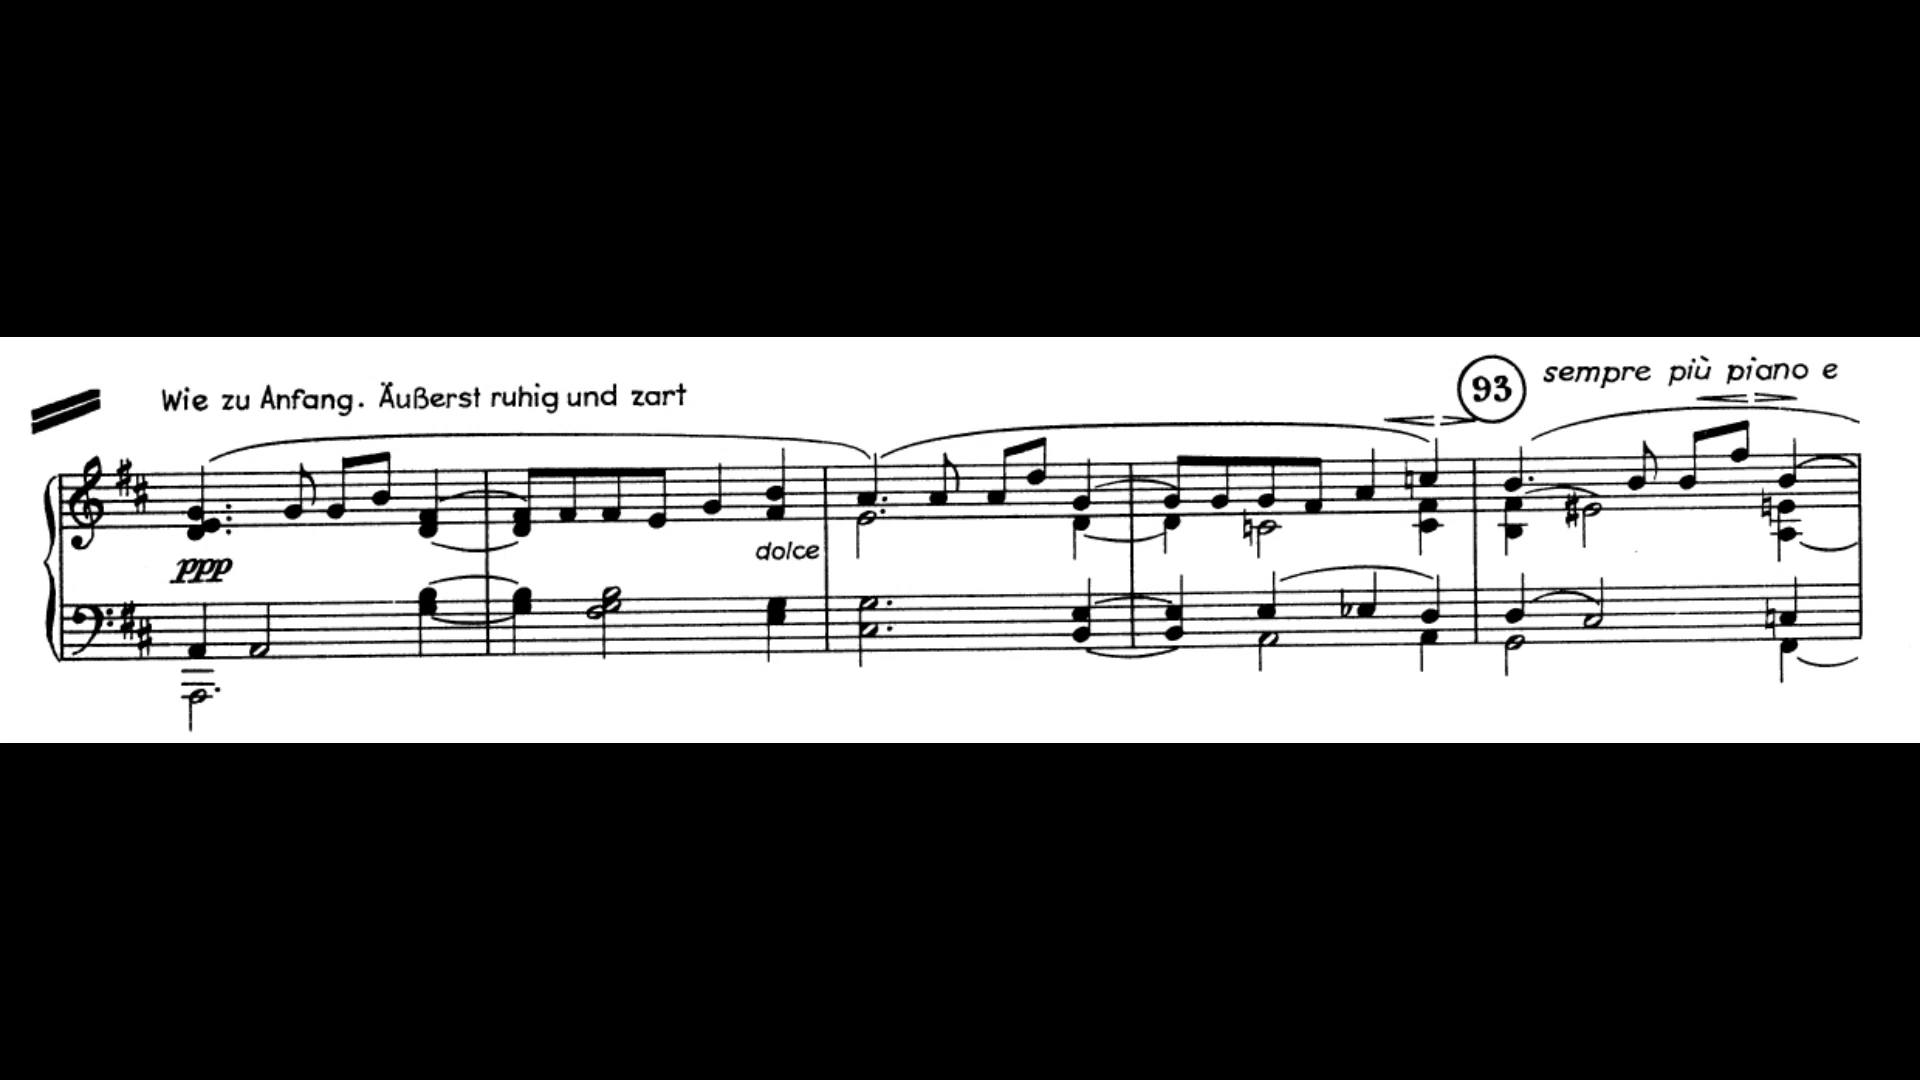 Wie zu Anfang. Äußerst ruhig und zart
93 sempre più piano e
ppp
dolce